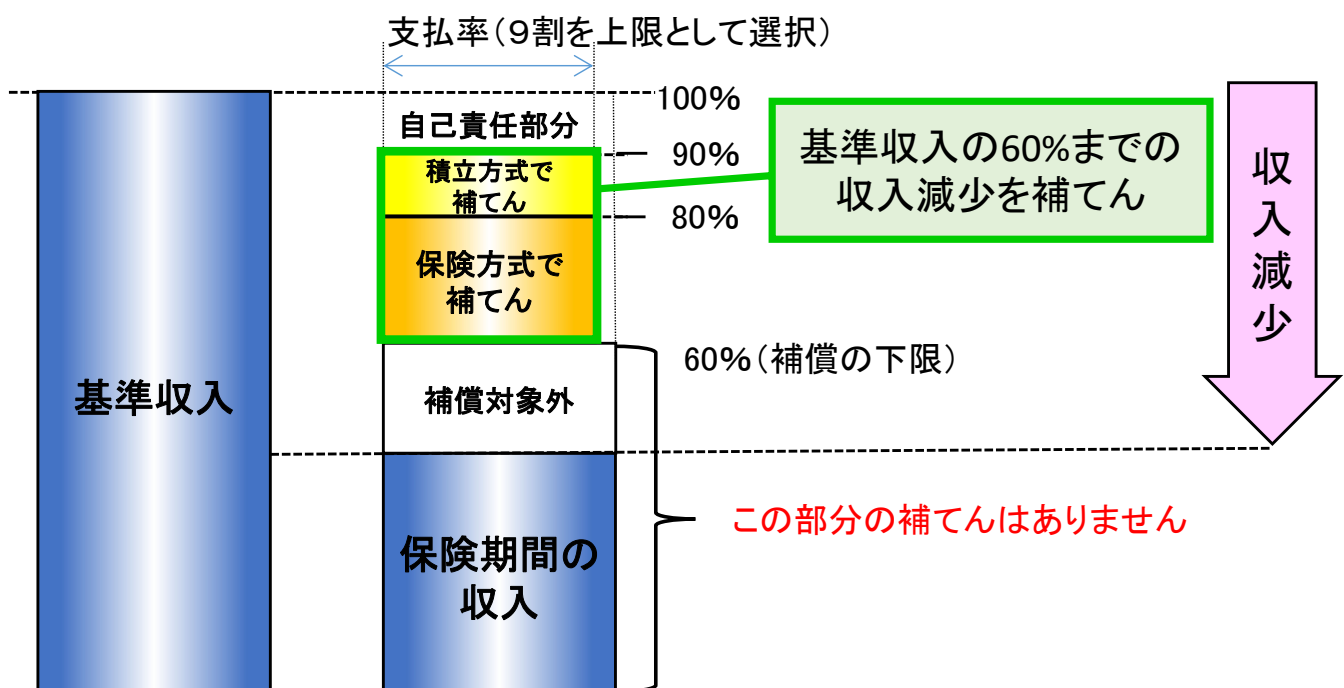 支払率（９割を上限として選択）
100%
自己責任部分
90%
積立方式で
補てん
80%
保険方式で
補てん
基準収入の60%までの
収入減少を補てん
収入減少
60%（補償の下限）
基準収入
補償対象外
この部分の補てんはありません
保険期間の
収入